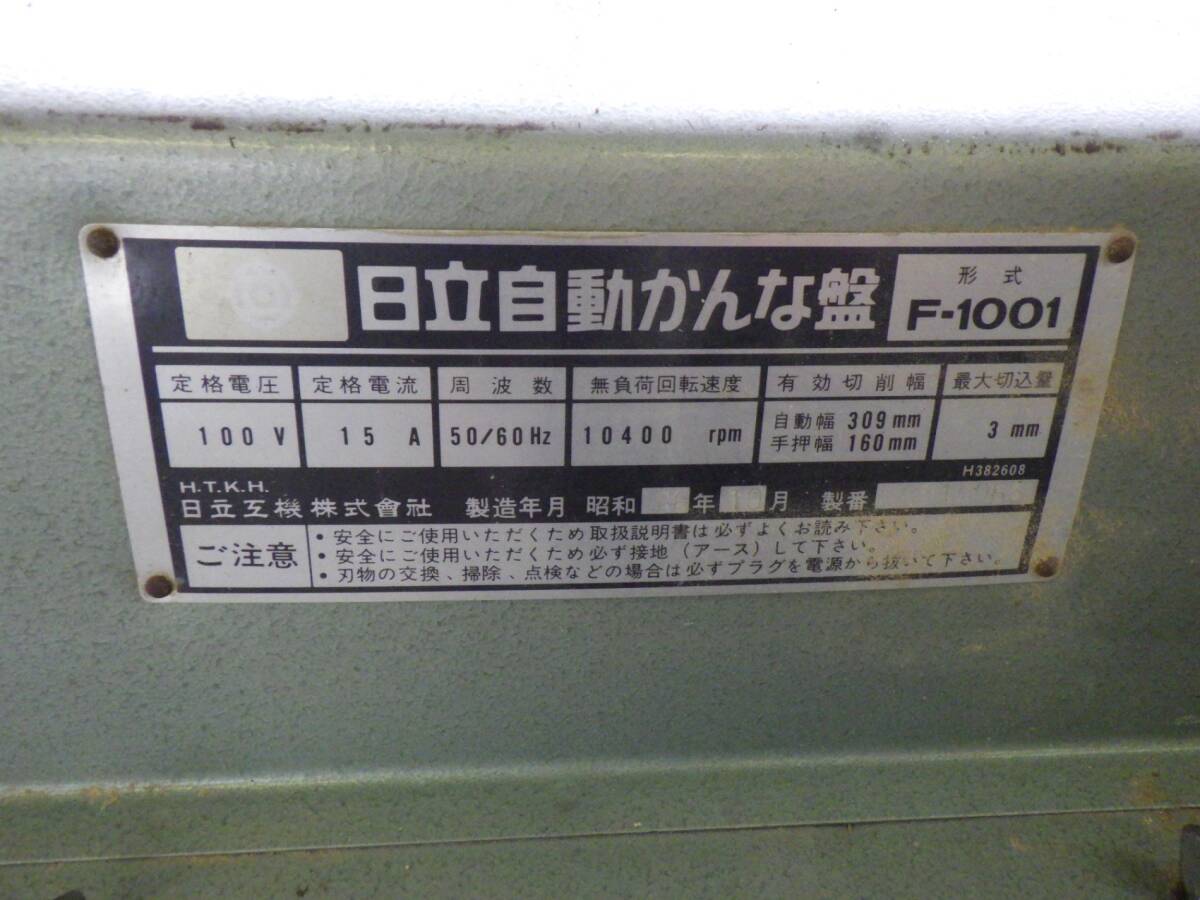 日立自動かんな盤
形式
F-1001
定格電圧 定格電流 周波数 無負荷回転速度 有効切削幅 最大切込量
100 V 15 A 50/60Hz 10400 rpm 自動幅 309mm 手押幅 160mm 3 mm
H382608
H.T.K.H.
日立工機株式會社 製造年月 昭和 年 月 製番
ご注意
・安全にご使用いただくため取扱説明書は必ずよくお読み下さい。
・安全にご使用いただくため必ず接地（アース）して下さい。
・刃物の交換、掃除、点検などの場合は必ずプラグを電源から抜いて下さい。